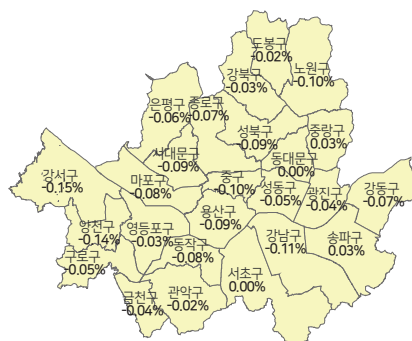 도봉구
-0.02%
노원구
-0.10%
강북구
-0.03%
은평구
-0.06%
종로구
-0.07%
성북구
-0.09%
중랑구
0.03%
서대문구
-0.09%
동대문구
0.00%
강서구
-0.15%
마포구
-0.08%
중구
-0.10%
성동구
-0.05%
광진구
-0.04%
강동구
-0.07%
용산구
-0.09%
양천구
-0.14%
영등포구
-0.03%
동작구
-0.08%
강남구
-0.11%
송파구
0.03%
구로구
-0.05%
서초구
0.00%
금천구
-0.04%
관악구
-0.02%